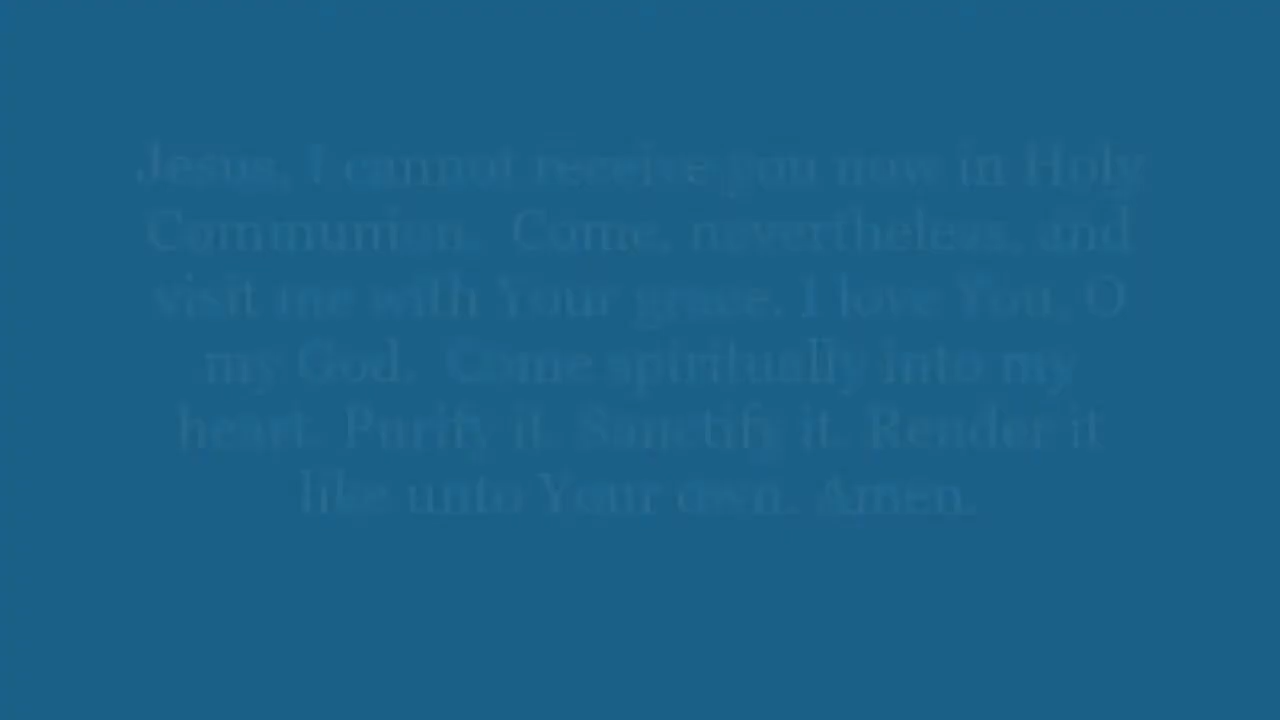 Jesus, I cannot receive you now in Holy
Communion. Come, nevertheless, and
visit me with Your grace. I love You, O
my God. Come spiritually into my
heart. Purify it. Sanctify it. Render it
like unto Your own. Amen.